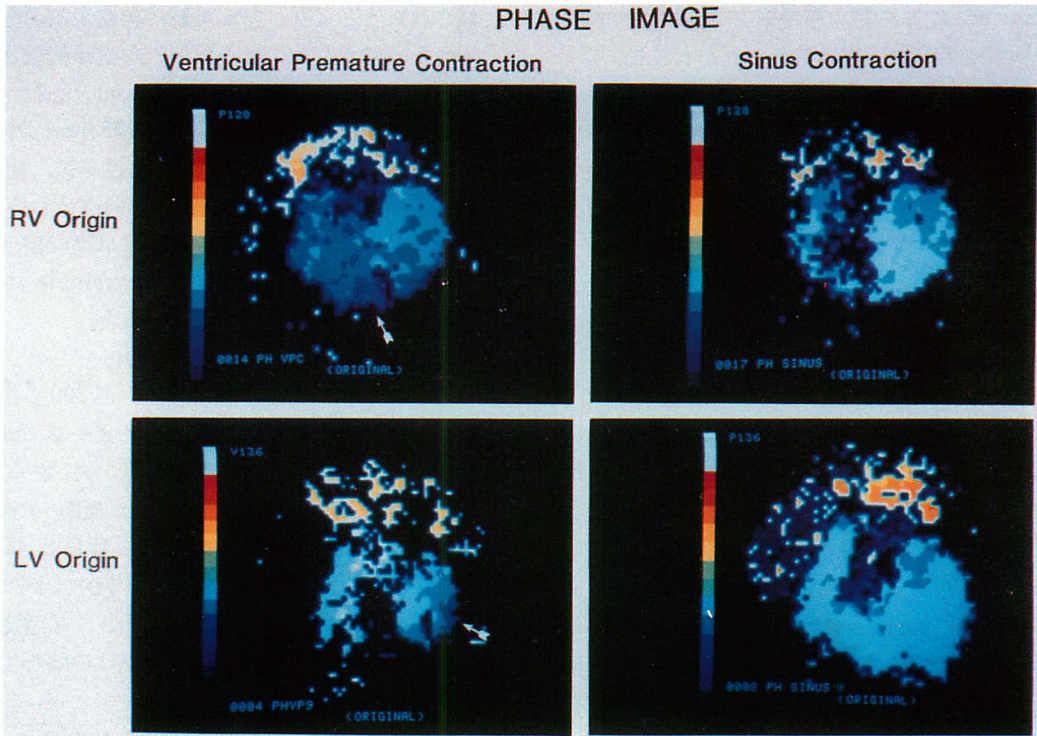 PHASE IMAGE
Ventricular Premature Contraction
Sinus Contraction
RV Origin
P128
0014 PH VPC
(ORIGINAL)
P128
0017 PH SINUS
(ORIGINAL)
LV Origin
V136
0004 PHVP9
(ORIGINAL)
P136
PH SINUS
(ORIGINAL)